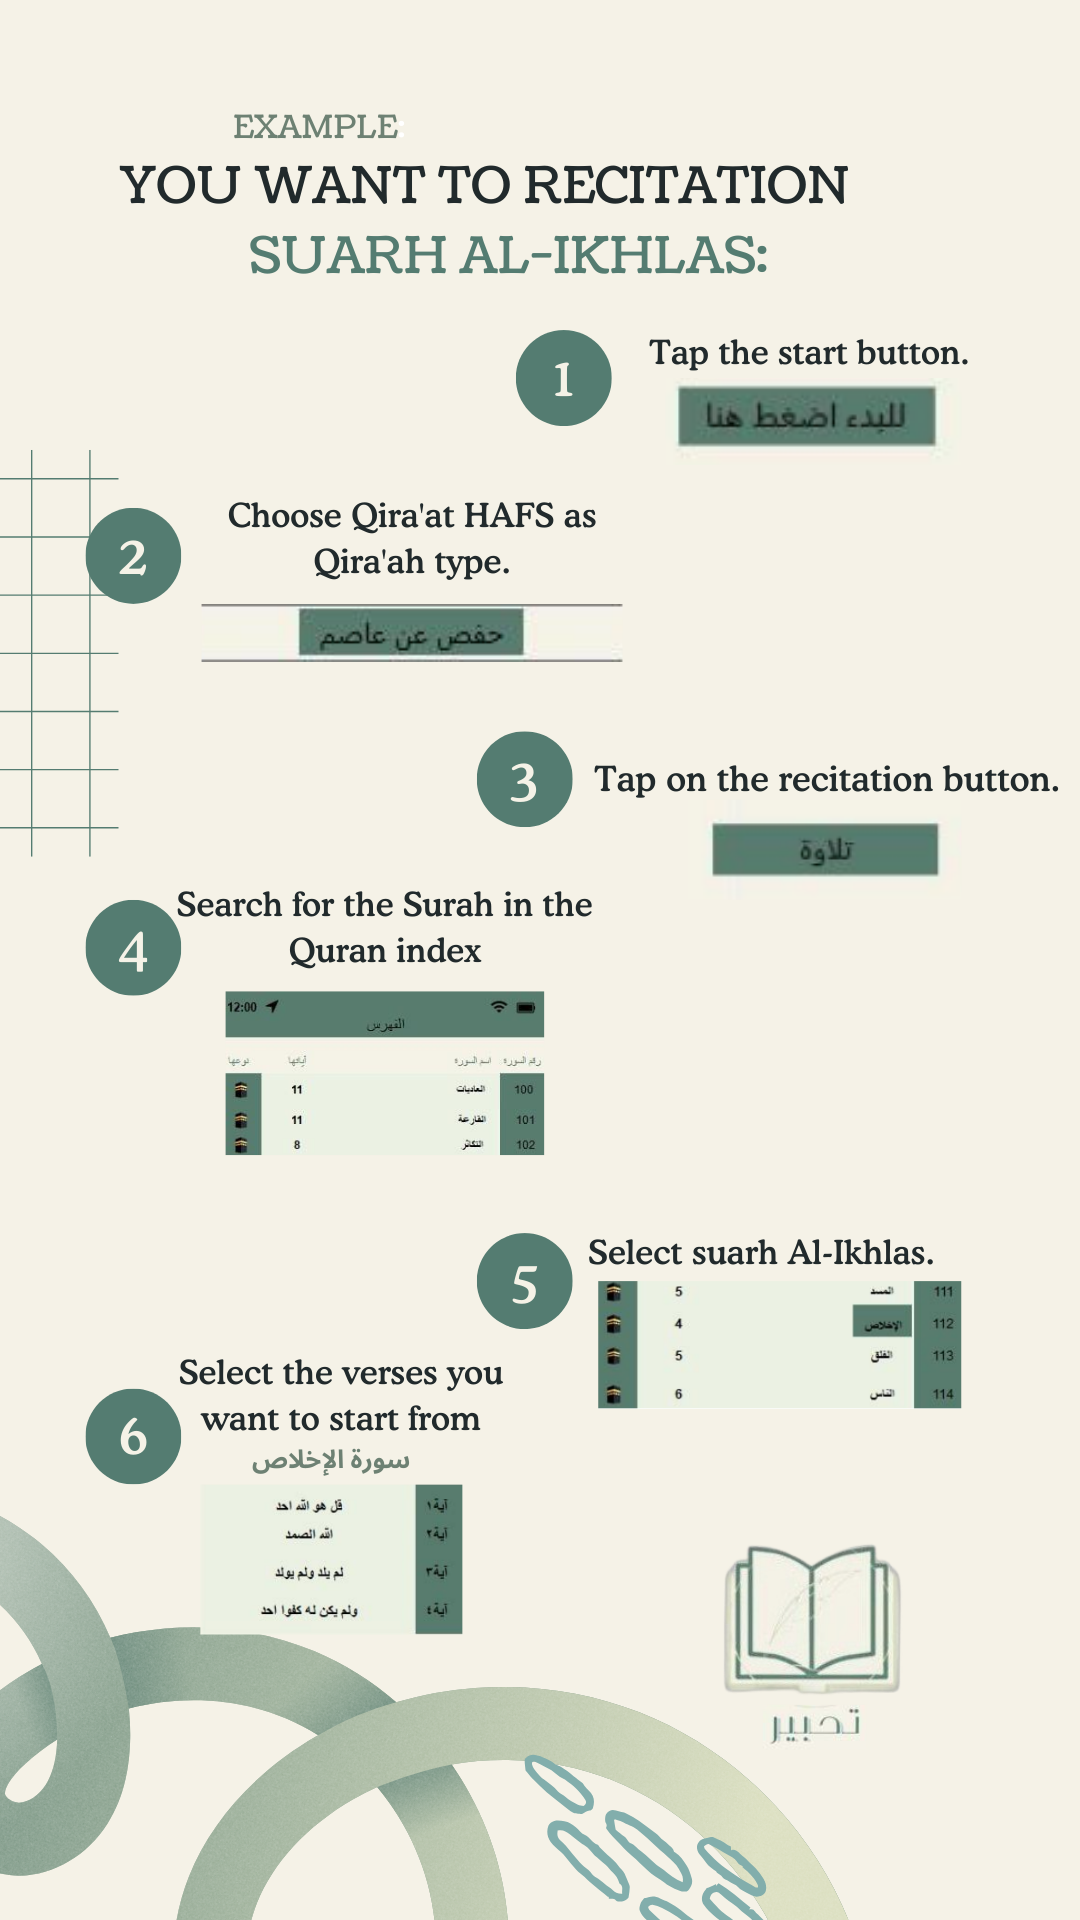 EXAMPLE:
YOU WANT TO RECITATION
SUARH AL-IKHLAS:
1
Tap the start button.
للبدء اضغط هنا
2
Choose Qira'at HAFS as
Qira'ah type.
حفص عن عاصم
3
Tap on the recitation button.
تلاوة
4
Search for the Surah in the
Quran index
12:00
الفهرس
رقم السورة اسم السورة آياتها نوعها
100 العاديات 11
101 القارعة 11
102 التكاثر 8
5
Select suarh Al-Ikhlas.
111 المسد 5
112 الإخلاص 4
113 الفلق 5
114 الناس 6
6
Select the verses you
want to start from
سورة الإخلاص
آية١ قل هو الله احد
آية٢ الله الصمد
آية٣ لم يلد ولم يولد
آية٤ ولم يكن له كفوا احد
تحبير